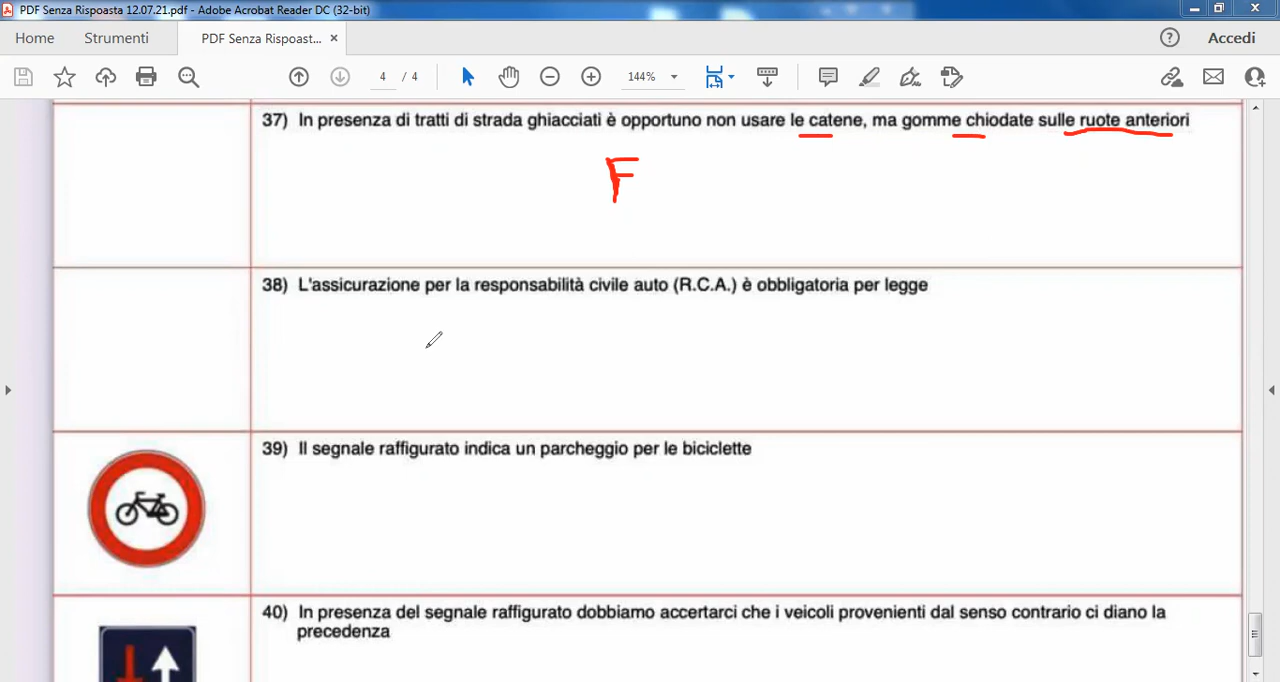 PDF Senza Rispoasta 12.07.21.pdf - Adobe Acrobat Reader DC (32-bit)
Home Strumenti PDF Senza Rispoast... × Accedi
4 / 4 144%
37) In presenza di tratti di strada ghiacciati è opportuno non usare le catene, ma gomme chiodate sulle ruote anteriori
F
38) L'assicurazione per la responsabilità civile auto (R.C.A.) è obbligatoria per legge
39) Il segnale raffigurato indica un parcheggio per le biciclette
40) In presenza del segnale raffigurato dobbiamo accertarci che i veicoli provenienti dal senso contrario ci diano la
precedenza